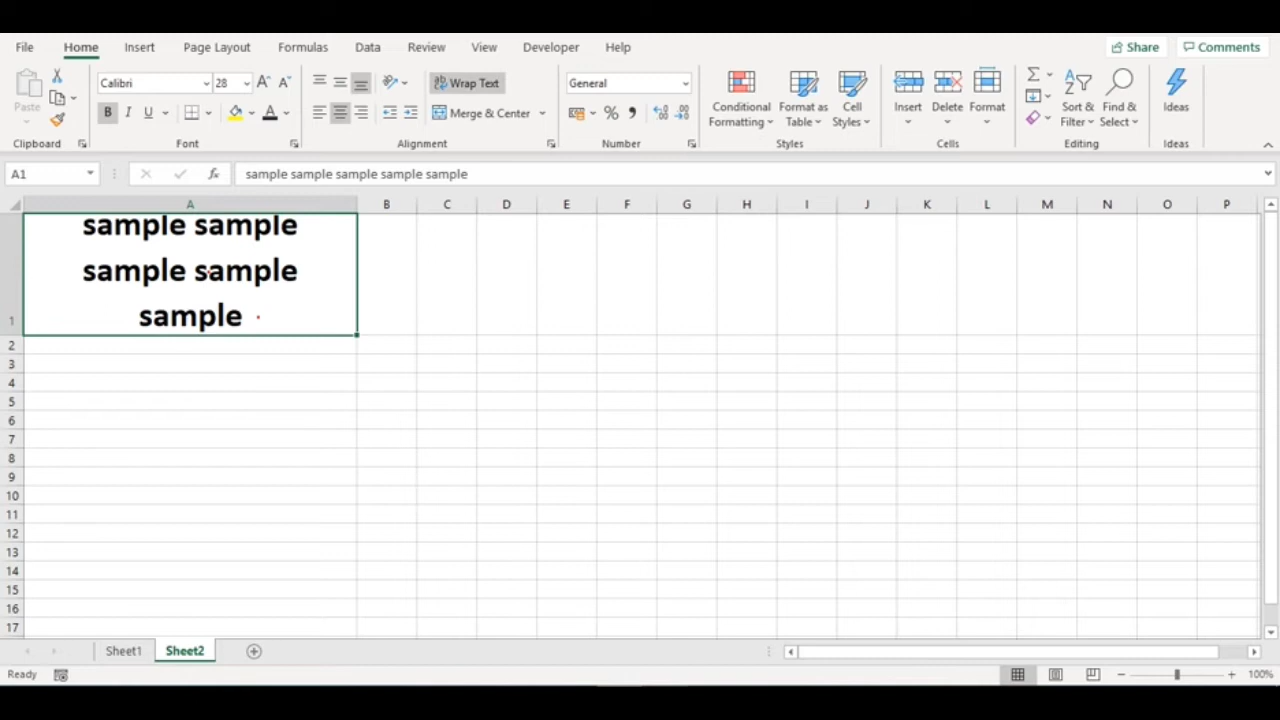 File Home Insert Page Layout Formulas Data Review View Developer Help Share Comments
Calibri 28 Wrap Text General
Paste Conditional Formatting Format as Table Cell Styles Insert Delete Format Sort & Filter Find & Select Ideas
B I U A Merge & Center % ,
Clipboard Font Alignment Number Styles Cells Editing Ideas
A1 fx sample sample sample sample sample
A B C D E F G H I J K L M N O P
sample sample
sample sample
1 sample
2
3
4
5
6
7
8
9
10
11
12
13
14
15
16
17
Sheet1 Sheet2
Ready 100%